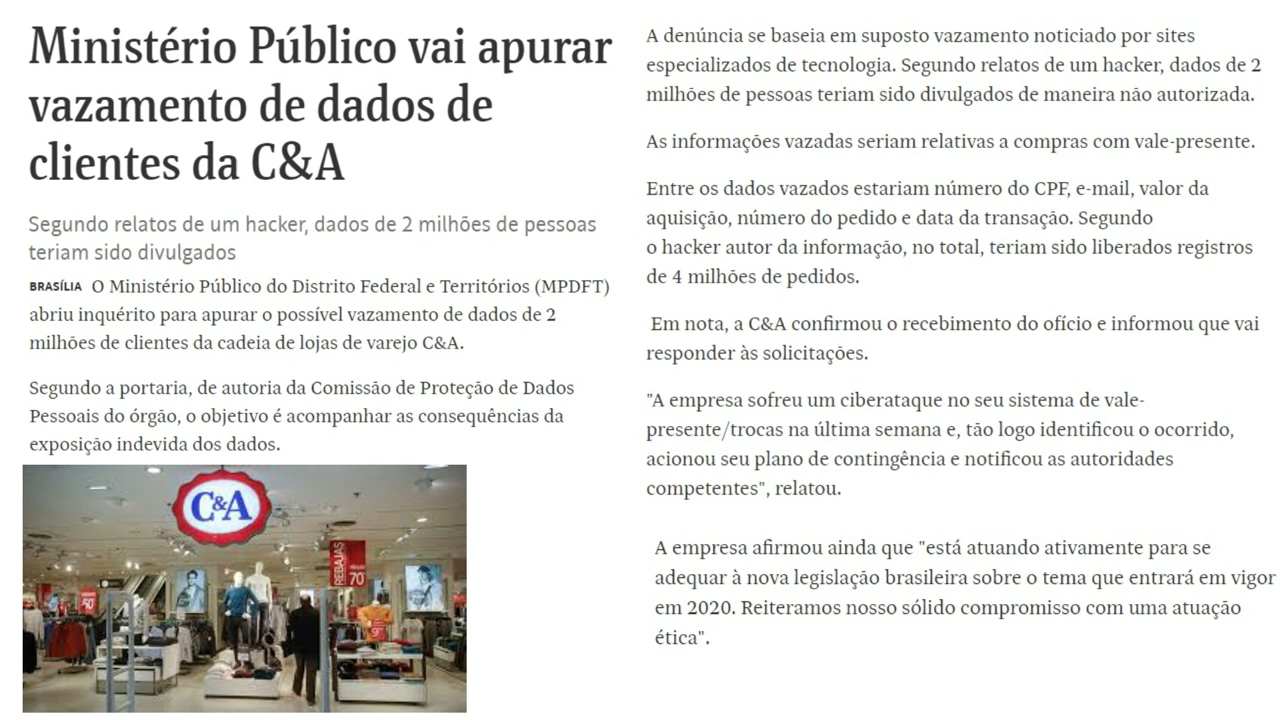 Ministério Público vai apurar
vazamento de dados de
clientes da C&A
Segundo relatos de um hacker, dados de 2 milhões de pessoas
teriam sido divulgados
BRASÍLIA O Ministério Público do Distrito Federal e Territórios (MPDFT)
abriu inquérito para apurar o possível vazamento de dados de 2
milhões de clientes da cadeia de lojas de varejo C&A.
Segundo a portaria, de autoria da Comissão de Proteção de Dados
Pessoais do órgão, o objetivo é acompanhar as consequências da
exposição indevida dos dados.
C&A
REBAJAS
70
50
A denúncia se baseia em suposto vazamento noticiado por sites
especializados de tecnologia. Segundo relatos de um hacker, dados de 2
milhões de pessoas teriam sido divulgados de maneira não autorizada.
As informações vazadas seriam relativas a compras com vale-presente.
Entre os dados vazados estariam número do CPF, e-mail, valor da
aquisição, número do pedido e data da transação. Segundo
o hacker autor da informação, no total, teriam sido liberados registros
de 4 milhões de pedidos.
Em nota, a C&A confirmou o recebimento do ofício e informou que vai
responder às solicitações.
"A empresa sofreu um ciberataque no seu sistema de vale-
presente/trocas na última semana e, tão logo identificou o ocorrido,
acionou seu plano de contingência e notificou as autoridades
competentes", relatou.
A empresa afirmou ainda que "está atuando ativamente para se
adequar à nova legislação brasileira sobre o tema que entrará em vigor
em 2020. Reiteramos nosso sólido compromisso com uma atuação
ética".